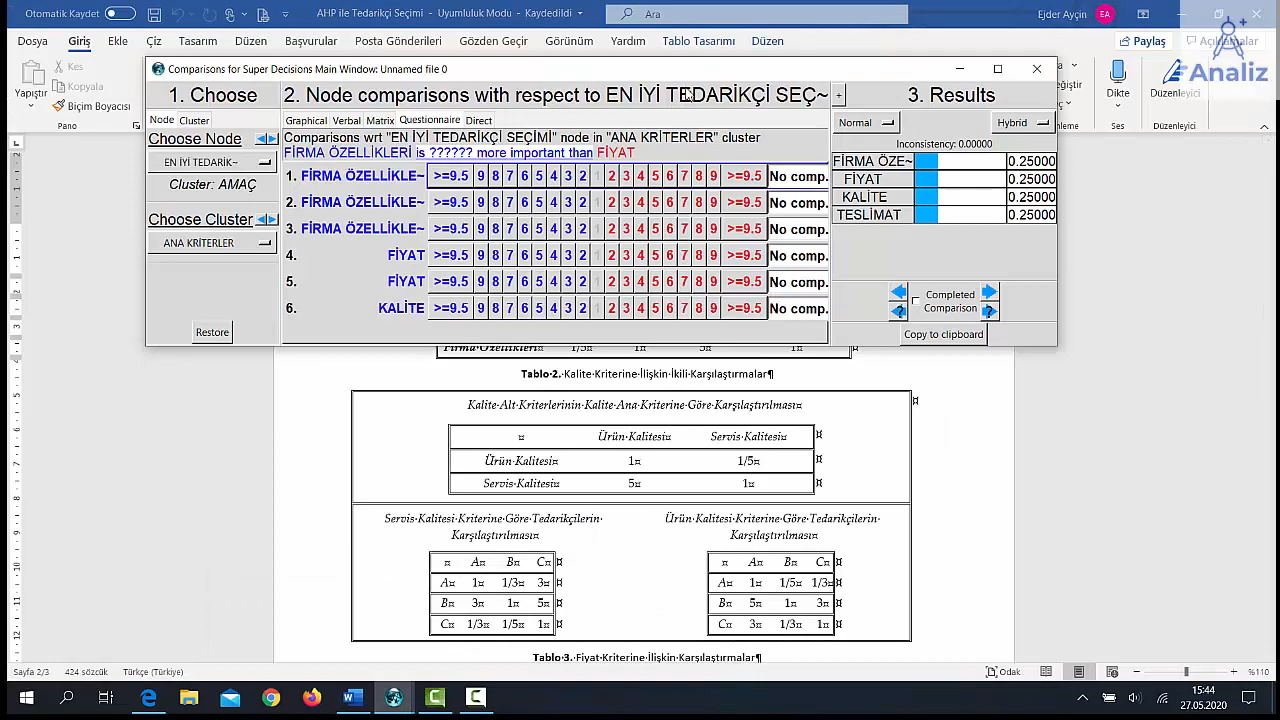 Otomatik Kaydet
AHP ile Tedarikçi Seçimi - Uyumluluk Modu - Kaydedildi
Ara
Ejder Ayçin
EA
Dosya Giriş Ekle Çiz Tasarım Düzen Başvurular Posta Gönderileri Gözden Geçir Görünüm Yardım Tablo Tasarımı Düzen
Paylaş
Açıklamalar
Analiz
Yapıştır
Kes
Kopyala
Biçim Boyacısı
Pano
Dikte
Düzenleyici
Düzenleyici
Comparisons for Super Decisions Main Window: Unnamed file 0
1. Choose
2. Node comparisons with respect to EN İYİ TEDARİKÇİ SEÇ~
+
3. Results
Node Cluster
Graphical Verbal Matrix Questionnaire Direct
Normal
Hybrid
Choose Node
EN İYİ TEDARİK~
Cluster: AMAÇ
Choose Cluster
ANA KRİTERLER
Restore
Comparisons wrt "EN İYİ TEDARİKÇİ SEÇİMİ" node in "ANA KRİTERLER" cluster
FİRMA ÖZELLİKLERİ is ?????? more important than FİYAT
1. FİRMA ÖZELLİKLE~ >=9.5 9 8 7 6 5 4 3 2 1 2 3 4 5 6 7 8 9 >=9.5 No comp.
2. FİRMA ÖZELLİKLE~ >=9.5 9 8 7 6 5 4 3 2 1 2 3 4 5 6 7 8 9 >=9.5 No comp.
3. FİRMA ÖZELLİKLE~ >=9.5 9 8 7 6 5 4 3 2 1 2 3 4 5 6 7 8 9 >=9.5 No comp.
4. FİYAT >=9.5 9 8 7 6 5 4 3 2 1 2 3 4 5 6 7 8 9 >=9.5 No comp.
5. FİYAT >=9.5 9 8 7 6 5 4 3 2 1 2 3 4 5 6 7 8 9 >=9.5 No comp.
6. KALİTE >=9.5 9 8 7 6 5 4 3 2 1 2 3 4 5 6 7 8 9 >=9.5 No comp.
Inconsistency: 0.00000
FİRMA ÖZE~ 0.25000
FİYAT 0.25000
KALİTE 0.25000
TESLİMAT 0.25000
Completed
Comparison
Copy to clipboard
Firma·Özellikleri¤ 1/5¤ 1¤ 3¤ 1¤
Tablo·2.·Kalite·Kriterine·İlişkin·İkili·Karşılaştırmalar¶
Kalite·Alt·Kriterlerinin·Kalite·Ana·Kriterine·Göre·Karşılaştırılması¤
¤ Ürün·Kalitesi¤ Servis·Kalitesi¤ ¤
Ürün·Kalitesi¤ 1¤ 1/5¤ ¤
Servis·Kalitesi¤ 5¤ 1¤ ¤
Servis·Kalitesi·Kriterine·Göre·Tedarikçilerin·
Karşılaştırılması¤
¤ A¤ B¤ C¤ ¤
A¤ 1¤ 1/3¤ 3¤ ¤
B¤ 3¤ 1¤ 5¤ ¤
C¤ 1/3¤ 1/5¤ 1¤ ¤
Ürün·Kalitesi·Kriterine·Göre·Tedarikçilerin·
Karşılaştırılması¤
¤ A¤ B¤ C¤ ¤
A¤ 1¤ 1/5¤ 1/3¤ ¤
B¤ 5¤ 1¤ 3¤ ¤
C¤ 3¤ 1/3¤ 1¤ ¤
Tablo·3.·Fiyat·Kriterine·İlişkin·Karşılaştırmalar¶
Sayfa 2/3 424 sözcük Türkçe (Türkiye)
Odak
%110
15:44
27.05.2020